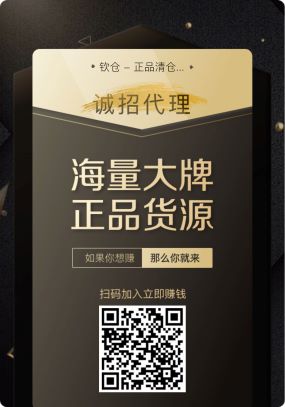 • 钦仓 – 正品清仓... •
诚招代理
海量大牌
正品货源
如果你想赚 那么你就来
扫码加入立即赚钱